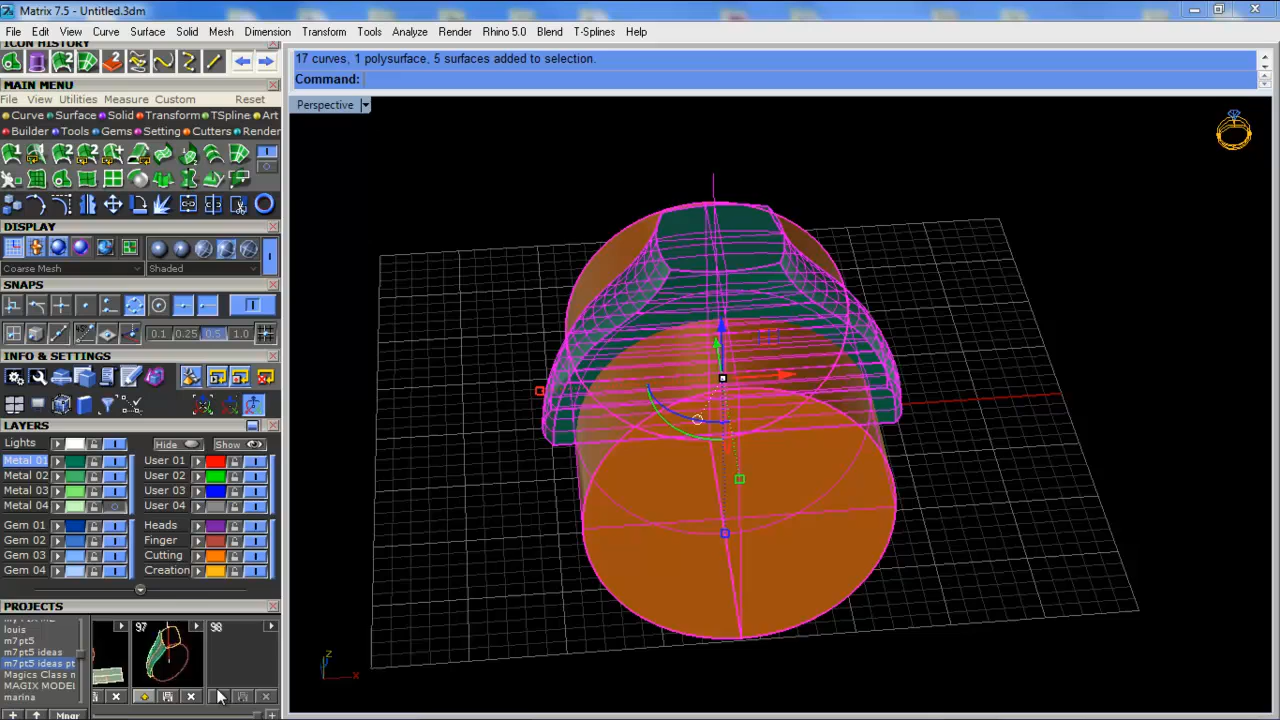 Matrix 7.5 - Untitled.3dm
File Edit View Curve Surface Solid Mesh Dimension Transform Tools Analyze Render Rhino 5.0 Blend T-Splines Help
ICON HISTORY
17 curves, 1 polysurface, 5 surfaces added to selection.
Command:
MAIN MENU
File View Utilities Measure Custom Reset
Curve Surface Solid Transform TSpline Art
Builder Tools Gems Setting Cutters Render
Perspective
DISPLAY
Coarse Mesh Shaded
SNAPS
0.1 0.25 0.5 1.0
INFO & SETTINGS
Lights Hide Show
Metal 01 User 01
Metal 02 User 02
Metal 03 User 03
Metal 04 User 04
Gem 01 Heads
Gem 02 Finger
Gem 03 Cutting
Gem 04 Creation
PROJECTS
louis
m7pt5
m7pt5 ideas
m7pt5 ideas pt
Magics Class n
MAGIX MODEL
marina
97 98
Mngr
z
x